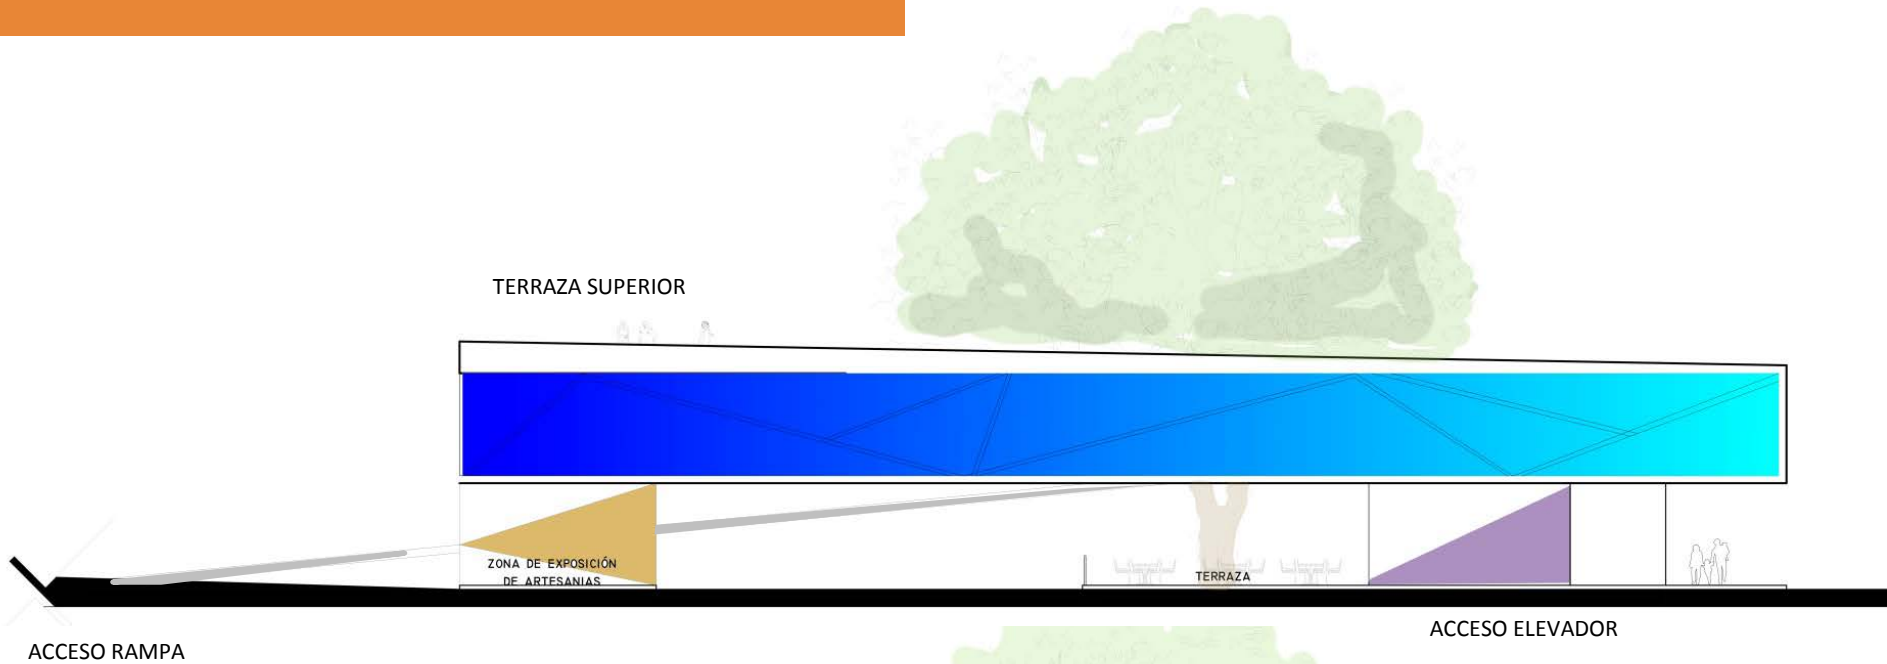 TERRAZA SUPERIOR
ZONA DE EXPOSICIÓN
DE ARTESANIAS
TERRAZA
ACCESO ELEVADOR
ACCESO RAMPA